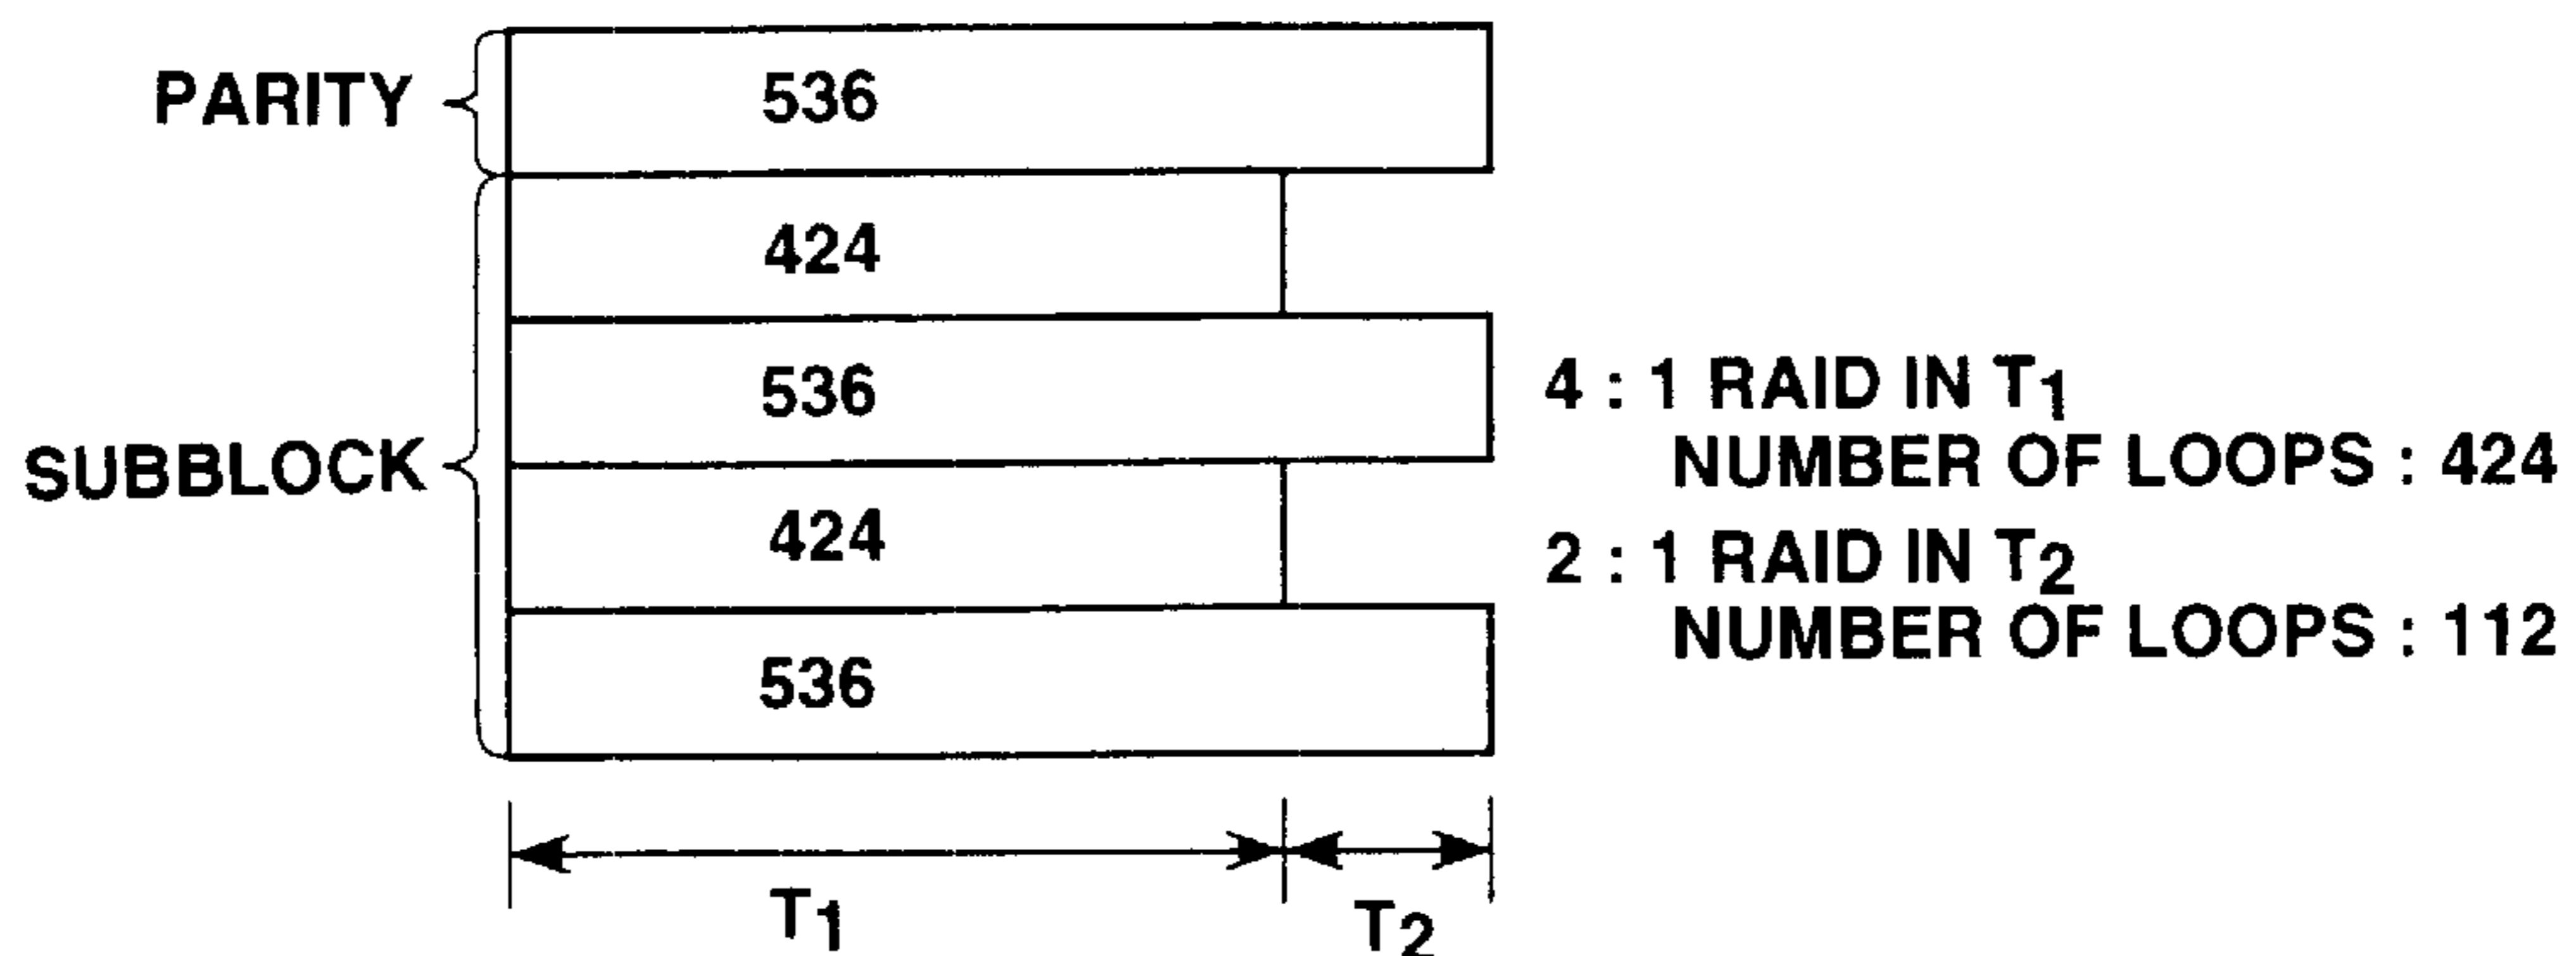 PARITY
536
424
536
424
536
SUBBLOCK
4 : 1 RAID IN T1
NUMBER OF LOOPS : 424
2 : 1 RAID IN T2
NUMBER OF LOOPS : 112
T1
T2